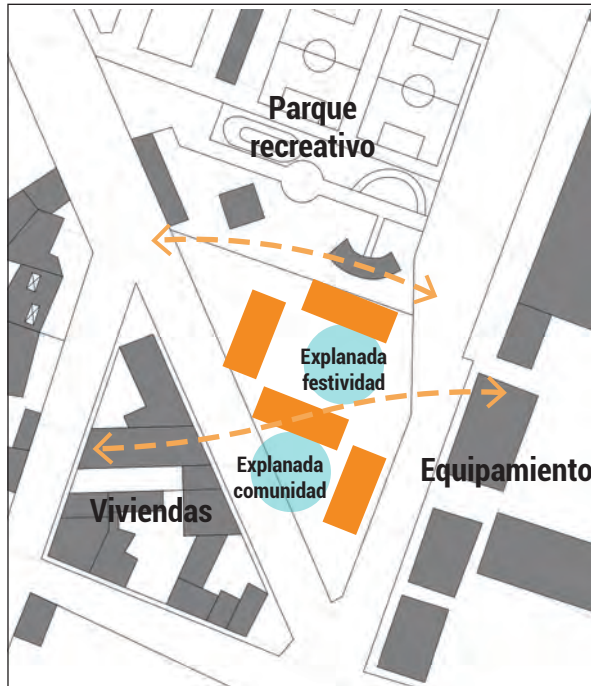 Parque
recreativo
Explanada
festividad
Explanada
comunidad
Equipamiento
Viviendas